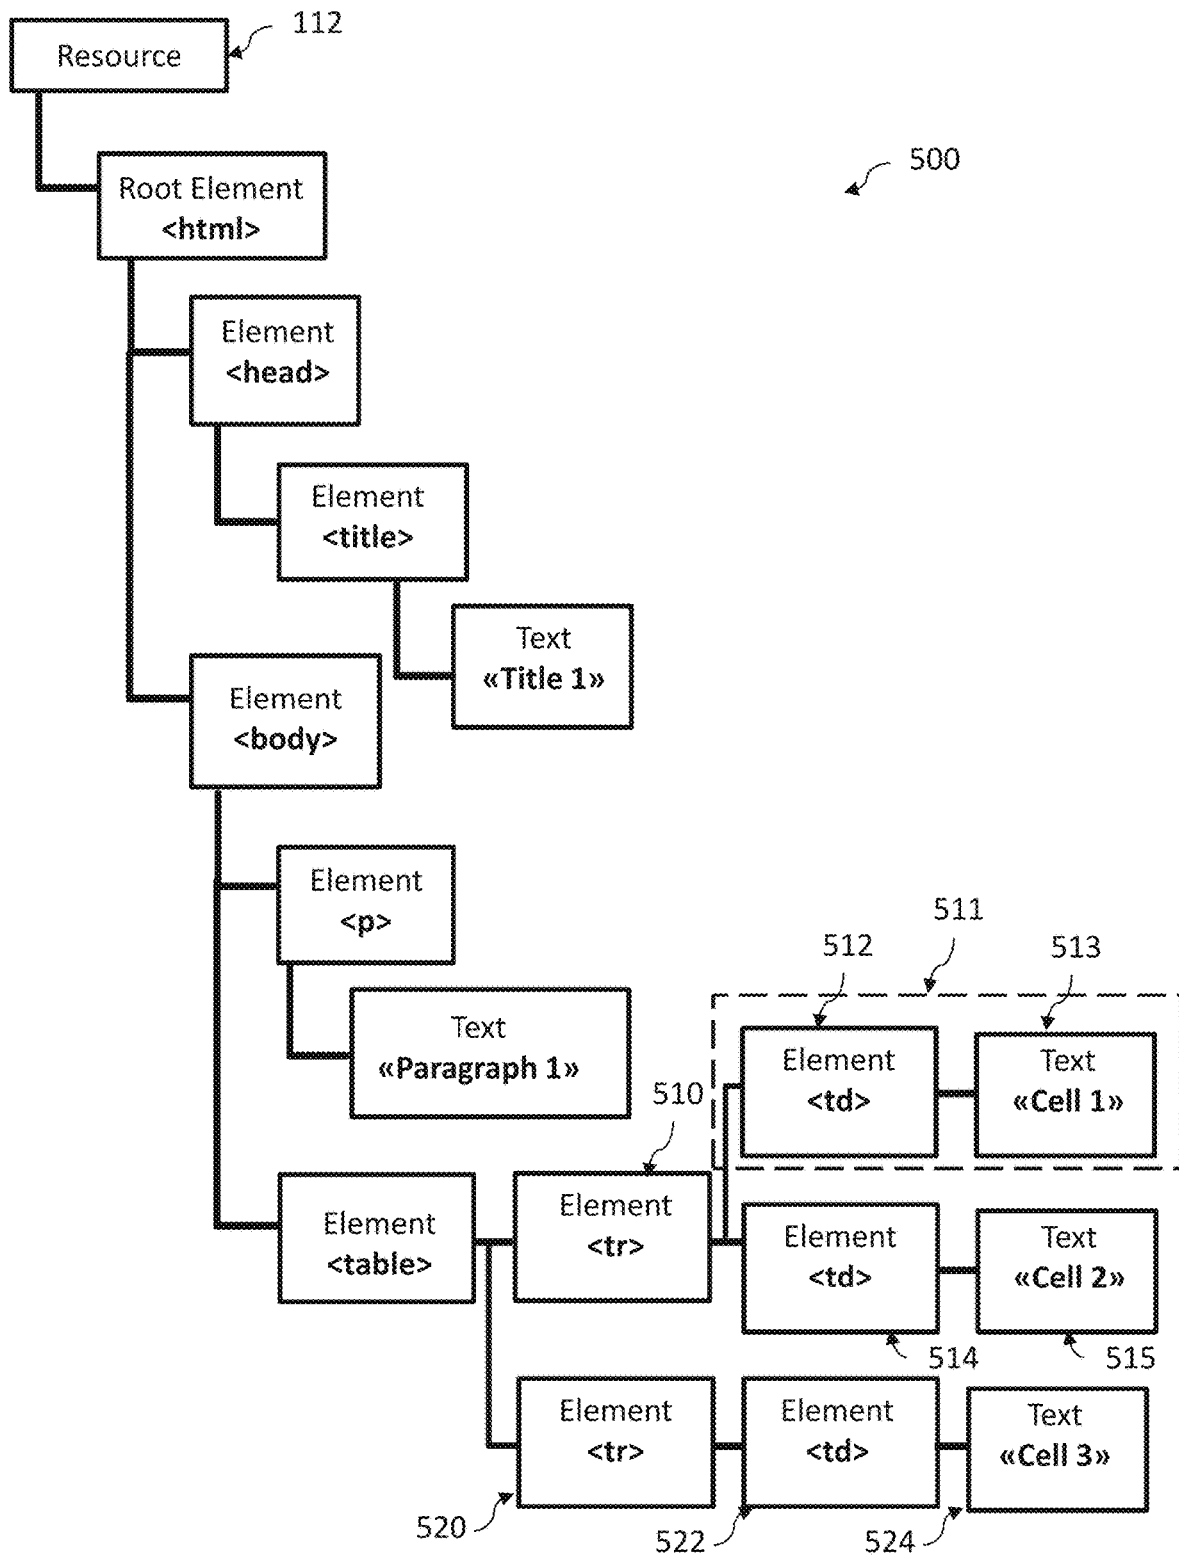 112
Resource
500
Root Element
<html>
Element
<head>
Element
<title>
Text
«Title 1»
Element
<body>
Element
<p>
511
512
513
Text
«Paragraph 1»
Element
<td>
Text
«Cell 1»
510
Element
<table>
Element
<tr>
Element
<td>
Text
«Cell 2»
514
515
Element
<tr>
Element
<td>
Text
«Cell 3»
520
522
524